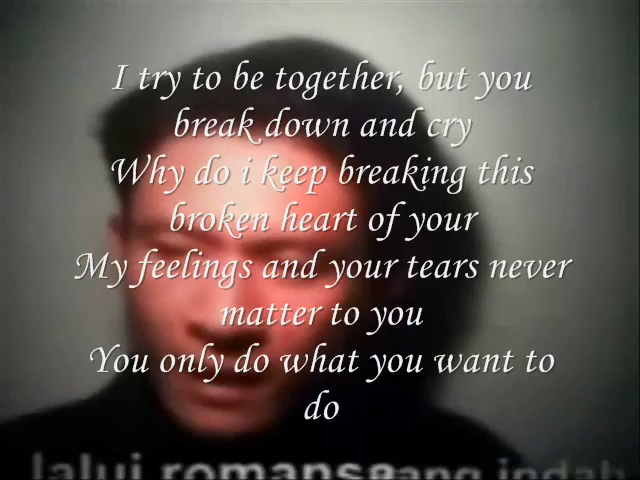 I try to be together, but you
break down and cry
Why do i keep breaking this
broken heart of your
My feelings and your tears never
matter to you
You only do what you want to
do
lalui romansa yang indah